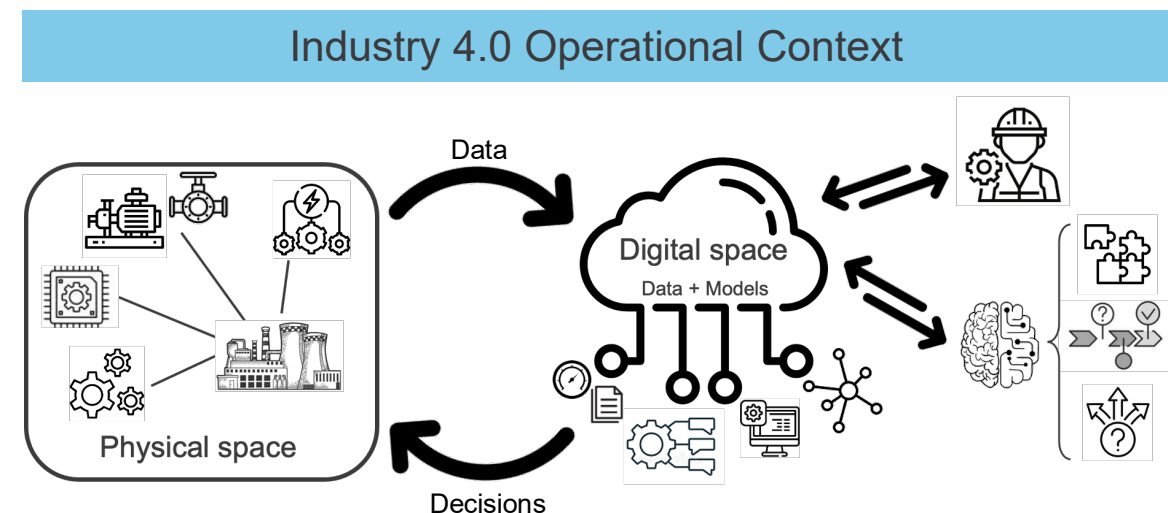 Industry 4.0 Operational Context
Data
Digital space
Data + Models
Physical space
Decisions
?
?